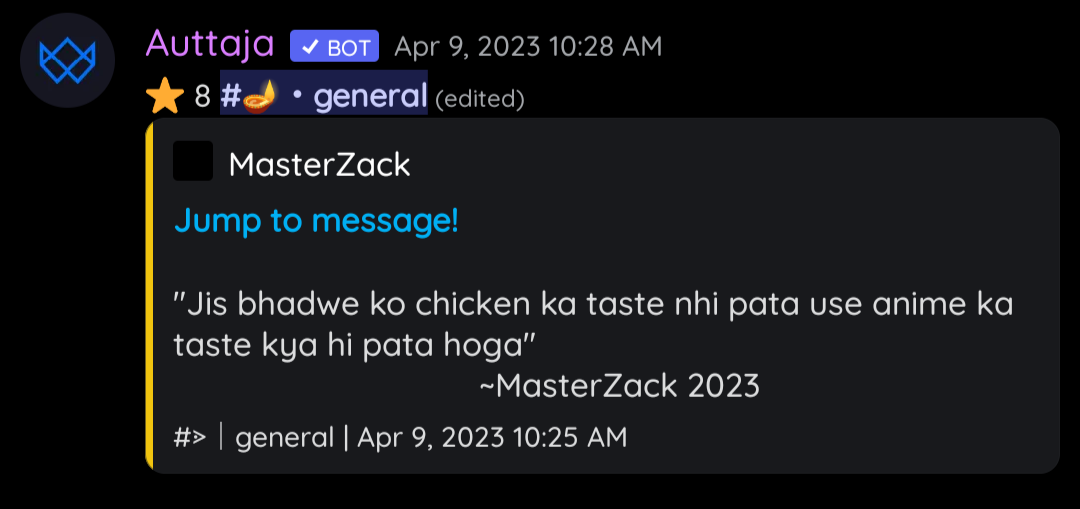 Auttaja ✓ BOT Apr 9, 2023 10:28 AM
⭐ 8 #🪔 • general (edited)
MasterZack
Jump to message!
"Jis bhadwe ko chicken ka taste nhi pata use anime ka
taste kya hi pata hoga"
~MasterZack 2023
#⪢ │ general | Apr 9, 2023 10:25 AM